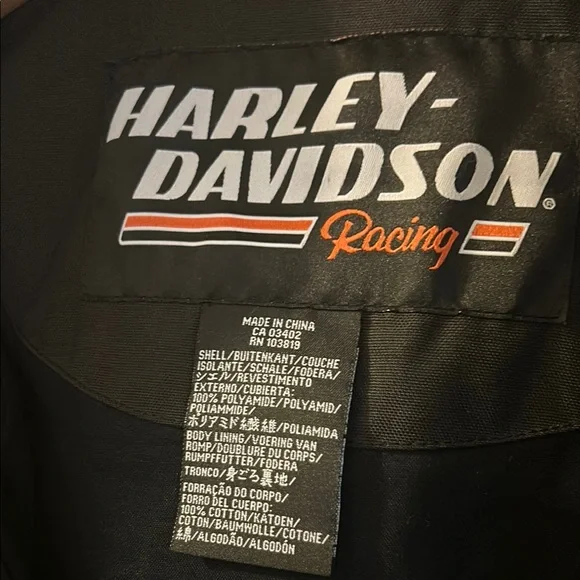 HARLEY-
DAVIDSON®
Racing
MADE IN CHINA
CA 03402
RN 103819
SHELL/BUITENKANT/COUCHE
ISOLANTE/SCHALE/FODERA/
シエル/REVESTIMENTO
EXTERNO/CUBIERTA:
100% POLYAMIDE/POLYAMID/
POLIAMMIDE/
ホリアミド繊維/POLIAMIDA
BODY LINING/VOERING VAN
ROMP/DOUBLURE DU CORPS/
RUMPFFUTTER/FODERA
TRONCO/身ごろ裏地/
FORRAÇÃO DO CORPO/
FORRO DEL CUERPO:
100% COTTON/KATOEN/
COTON/BAUMWOLLE/COTONE/
綿/ALGODÃO/ALGODÓN